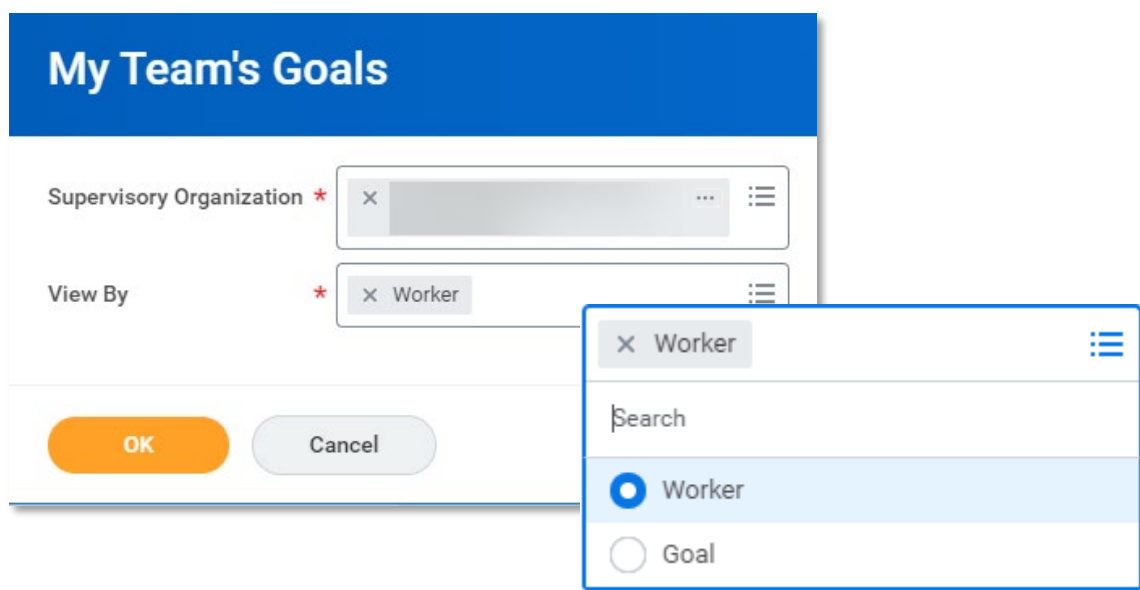 My Team's Goals
Supervisory Organization *
View By * Worker
OK Cancel
Worker
Search
Worker
Goal